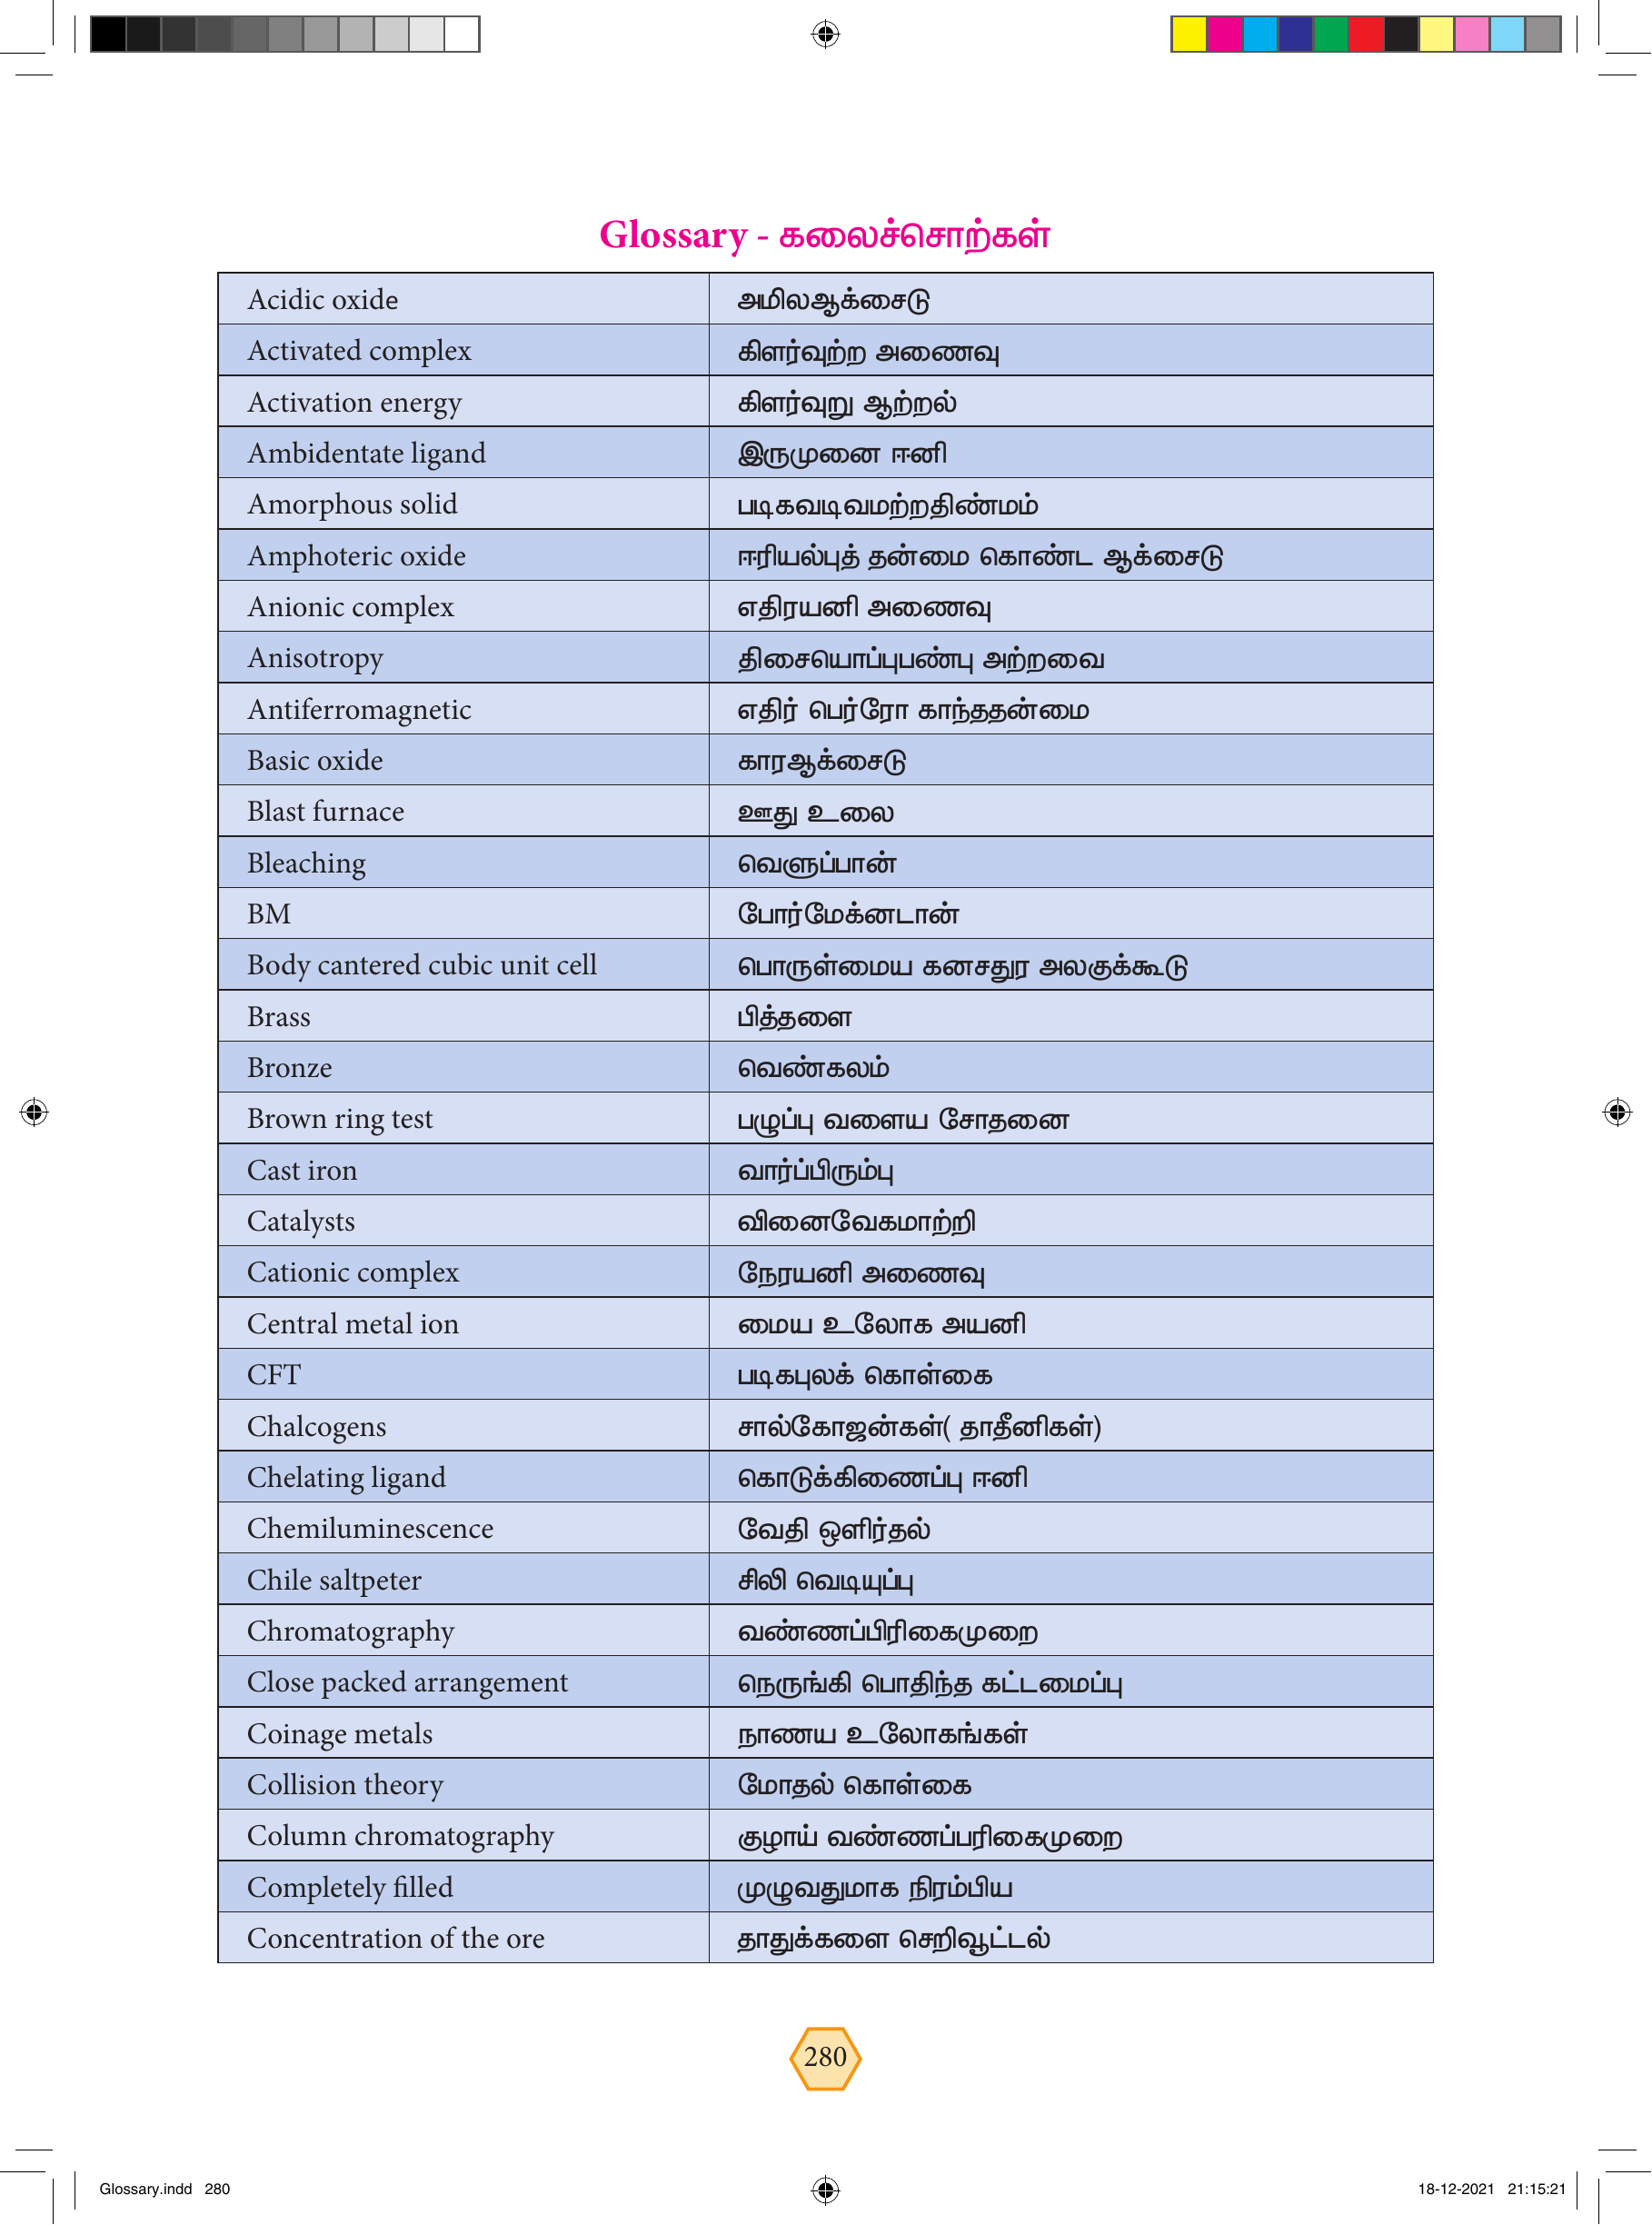 Glossary - கலைச்சொற்கள்
Acidic oxide அமிலஆக்சைடு
Activated complex கிளர்வுற்ற அணைவு
Activation energy கிளர்வுறு ஆற்றல்
Ambidentate ligand இருமுனை ஈனி
Amorphous solid படிகவடிவமற்றதிண்மம்
Amphoteric oxide ஈரியல்புத் தன்மை கொண்ட ஆக்சைடு
Anionic complex எதிரயனி அணைவு
Anisotropy திசையொப்புபண்பு அற்றவை
Antiferromagnetic எதிர் பெர்ரோ காந்ததன்மை
Basic oxide காரஆக்சைடு
Blast furnace ஊது உலை
Bleaching வெளுப்பான்
BM போர்மேக்னடான்
Body cantered cubic unit cell பொருள்மைய கனசதுர அலகுக்கூடு
Brass பித்தளை
Bronze வெண்கலம்
Brown ring test பழுப்பு வளைய சோதனை
Cast iron வார்ப்பிரும்பு
Catalysts வினைவேகமாற்றி
Cationic complex நேரயனி அணைவு
Central metal ion மைய உலோக அயனி
CFT படிகபுலக் கொள்கை
Chalcogens சால்கோஜன்கள்( தாதீனிகள்)
Chelating ligand கொடுக்கிணைப்பு ஈனி
Chemiluminescence வேதி ஒளிர்தல்
Chile saltpeter சிலி வெடியுப்பு
Chromatography வண்ணப்பிரிகைமுறை
Close packed arrangement நெருங்கி பொதிந்த கட்டமைப்பு
Coinage metals நாணய உலோகங்கள்
Collision theory மோதல் கொள்கை
Column chromatography குழாய் வண்ணப்பரிகைமுறை
Completely filled முழுவதுமாக நிரம்பிய
Concentration of the ore தாதுக்களை செறிவூட்டல்
280
Glossary.indd 280 18-12-2021 21:15:21